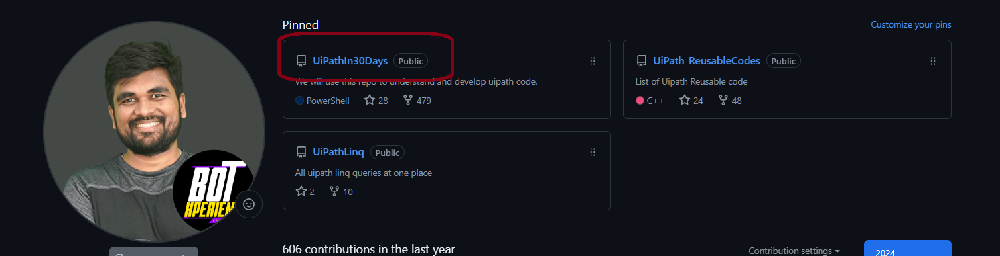 Pinned
Customize your pins
UiPathIn30Days Public
We will use this repo to understand and develop uipath code,
PowerShell 28 479
UiPath_ReusableCodes Public
List of Uipath Reusable code
C++ 24 48
UiPathLinq Public
All uipath linq queries at one place
2 10
BOT
XPERIEN
606 contributions in the last year
Contribution settings
2024